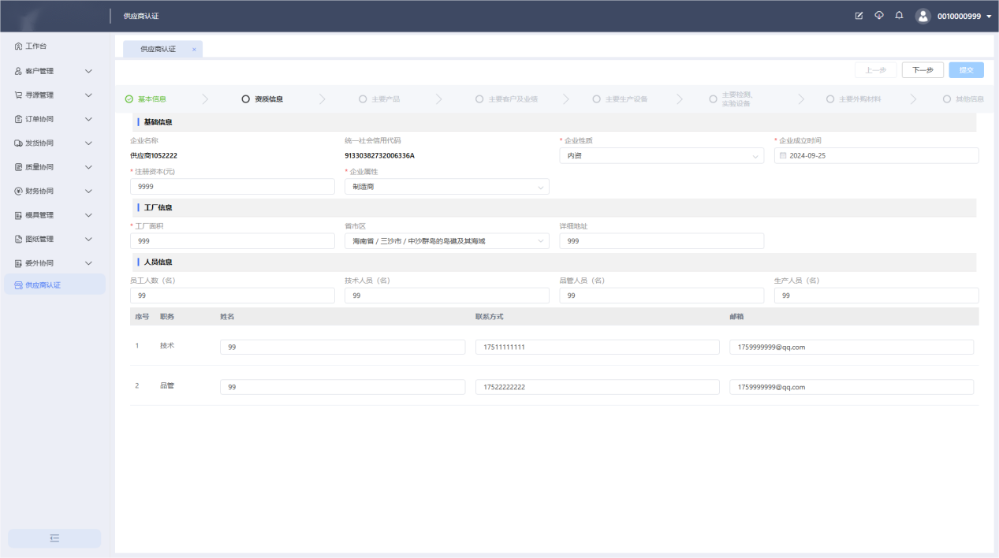 供应商认证
0010000999
工作台
客户管理
寻源管理
订单协同
发货协同
质量协同
财务协同
模具管理
图纸管理
委外协同
供应商认证
供应商认证 ×
上一步 下一步 提交
基本信息 资质信息 主要产品 主要客户及业绩 主要生产设备 主要检测、 主要外购材料 其他信息
实验设备
基础信息
企业名称 统一社会信用代码 * 企业性质 * 企业成立时间
供应商1052222 91330382732006336A 内资 2024-09-25
* 注册资本(元) * 企业属性
9999 制造商
工厂信息
* 工厂面积 省市区 详细地址
999 海南省 / 三沙市 / 中沙群岛的岛礁及其海域 999
人员信息
员工人数（名） 技术人员（名） 品管人员（名） 生产人员（名）
99 99 99 99
序号 职务 姓名 联系方式 邮箱
1 技术 99 17511111111 1759999999@qq.com
2 品管 99 17522222222 1759999999@qq.com